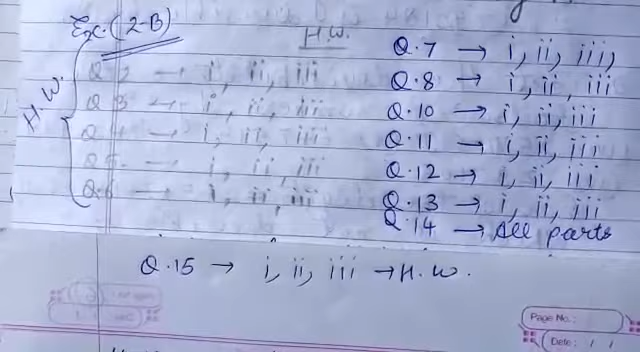 Ex. (2-B)
H.W.
H.W.
Q 2 → i, ii, iii
Q 3 → i, ii, iii
Q → i, ii, iii
Q 5 → i, ii, iii
Q.6 → i, ii, iii
Q.7 → i, ii, iii,
Q.8 → i, ii, iii
Q.10 → i, ii, iii
Q.11 → i, ii, iii
Q.12 → i, ii, iii
Q.13 → i, ii, iii
Q.14 → All parts
Q.15 → i, ii, iii → H.W.
Page No.:
Date: / /